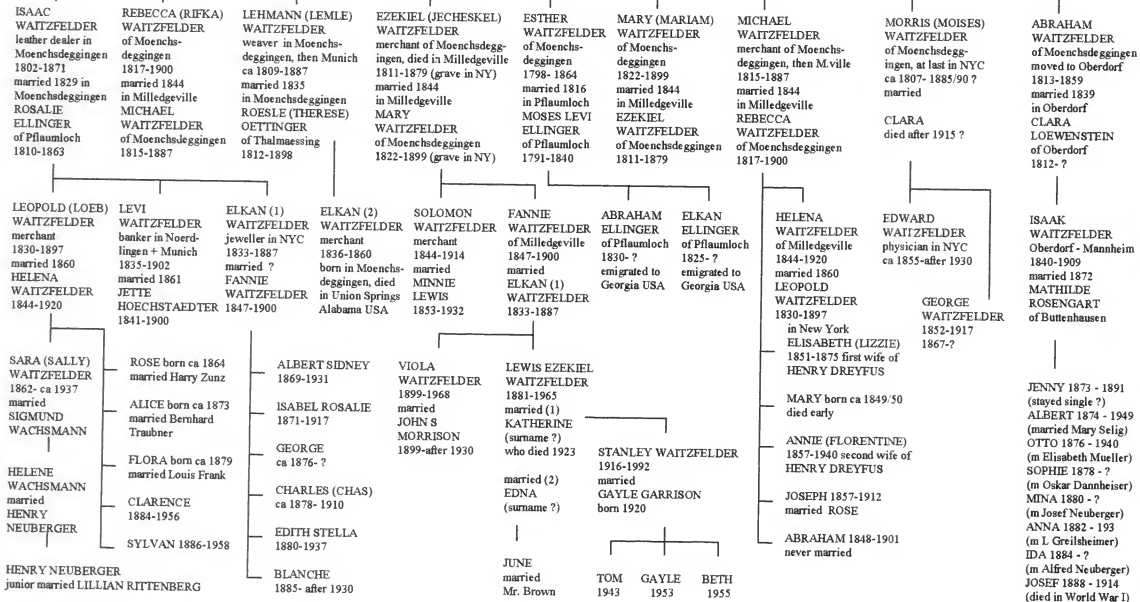 ISAAC
WAITZFELDER
leather dealer in
Moenchsdeggingen
1802-1871
married 1829 in
Moenchsdeggingen
ROSALIE
ELLINGER
of Pflaumloch
1810-1863
REBECCA (RIFKA)
WAITZFELDER
of Moenchs-
deggingen
1817-1900
married 1844
in Milledgeville
MICHAEL
WAITZFELDER
of Moenchsdeggingen
1815-1887
LEHMANN (LEMLE)
WAITZFELDER
weaver in Moenchs-
deggingen, then Munich
ca 1809-1887
married 1835
in Moenchsdeggingen
ROESLE (THERESE)
OETTINGER
of Thalmaessing
1812-1898
EZEKIEL (JECHESKEL)
WAITZFELDER
merchant of Moenchsdegg-
ingen, died in Milledgeville
1811-1879 (grave in NY)
married 1844
in Milledgeville
MARY
WAITZFELDER
of Moenchsdeggingen
1822-1899 (grave in NY)
ESTHER
WAITZFELDER
of Moenchs-
deggingen
1798- 1864
married 1816
in Pflaumloch
MOSES LEVI
ELLINGER
of Pflaumloch
1791-1840
MARY (MARIAM)
WAITZFELDER
of Moenchs-
deggingen
1822-1899
married 1844
in Milledgeville
EZEKIEL
WAITZFELDER
of Moenchsdeggingen
1811-1879
MICHAEL
WAITZFELDER
merchant of Moenchs-
deggingen, then M.ville
1815-1887
married 1844
in Milledgeville
REBECCA
WAITZFELDER
of Moenchsdeggingen
1817-1900
MORRIS (MOISES)
WAITZFELDER
of Moenchsdegg-
ingen, at last in NYC
ca 1807- 1885/90 ?
married
CLARA
died after 1915 ?
ABRAHAM
WAITZFELDER
of Moenchsdeggingen
moved to Oberdorf
1813-1859
married 1839
in Oberdorf
CLARA
LOEWENSTEIN
of Oberdorf
1812- ?
LEOPOLD (LOEB)
WAITZFELDER
merchant
1830-1897
married 1860
HELENA
WAITZFELDER
1844-1920
LEVI
WAITZFELDER
banker in Noerd-
lingen + Munich
1835-1902
married 1861
JETTE
HOECHSTAEDTER
1841-1900
ELKAN (1)
WAITZFELDER
jeweller in NYC
1833-1887
married ?
FANNIE
WAITZFELDER
1847-1900
ELKAN (2)
WAITZFELDER
merchant
1836-1860
born in Moenchs-
deggingen, died
in Union Springs
Alabama USA
SOLOMON
WAITZFELDER
merchant
1844-1914
married
MINNIE
LEWIS
1853-1932
FANNIE
WAITZFELDER
of Milledgeville
1847-1900
married
ELKAN (1)
WAITZFELDER
1833-1887
ABRAHAM
ELLINGER
of Pflaumloch
1830- ?
emigrated to
Georgia USA
ELKAN
ELLINGER
of Pflaumloch
1825- ?
emigrated to
Georgia USA
HELENA
WAITZFELDER
of Milledgeville
1844-1920
married 1860
LEOPOLD
WAITZFELDER
1830-1897
in New York
EDWARD
WAITZFELDER
physician in NYC
ca 1855-after 1930
GEORGE
WAITZFELDER
1852-1917
1867-?
ISAAK
WAITZFELDER
Oberdorf - Mannheim
1840-1909
married 1872
MATHILDE
ROSENGART
of Buttenhausen
SARA (SALLY)
WAITZFELDER
1862- ca 1937
married
SIGMUND
WACHSMANN
HELENE
WACHSMANN
married
HENRY
NEUBERGER
HENRY NEUBERGER
junior married LILLIAN RITTENBERG
ROSE born ca 1864
married Harry Zunz
ALICE born ca 1873
married Bernhard
Traubner
FLORA born ca 1879
married Louis Frank
CLARENCE
1884-1956
SYLVAN 1886-1958
ALBERT SIDNEY
1869-1931
ISABEL ROSALIE
1871-1917
GEORGE
ca 1876- ?
CHARLES (CHAS)
ca 1878- 1910
EDITH STELLA
1880-1937
BLANCHE
1885- after 1930
VIOLA
WAITZFELDER
1899-1968
married
JOHN S
MORRISON
1899-after 1930
LEWIS EZEKIEL
WAITZFELDER
1881-1965
married (1)
KATHERINE
(surname ?)
who died 1923
married (2)
EDNA
(surname ?)
JUNE
married
Mr. Brown
STANLEY WAITZFELDER
1916-1992
married
GAYLE GARRISON
born 1920
TOM
1943
GAYLE
1953
BETH
1955
ELISABETH (LIZZIE)
1851-1875 first wife of
HENRY DREYFUS
MARY born ca 1849/50
died early
ANNIE (FLORENTINE)
1857-1940 second wife of
HENRY DREYFUS
JOSEPH 1857-1912
married ROSE
ABRAHAM 1848-1901
never married
JENNY 1873 - 1891
(stayed single ?)
ALBERT 1874 - 1949
(married Mary Selig)
OTTO 1876 - 1940
(m Elisabeth Mueller)
SOPHIE 1878 - ?
(m Oskar Dannheiser)
MINA 1880 - ?
(m Josef Neuberger)
ANNA 1882 - 193
(m L Greilsheimer)
IDA 1884 - ?
(m Alfred Neuberger)
JOSEF 1888 - 1914
(died in World War I)